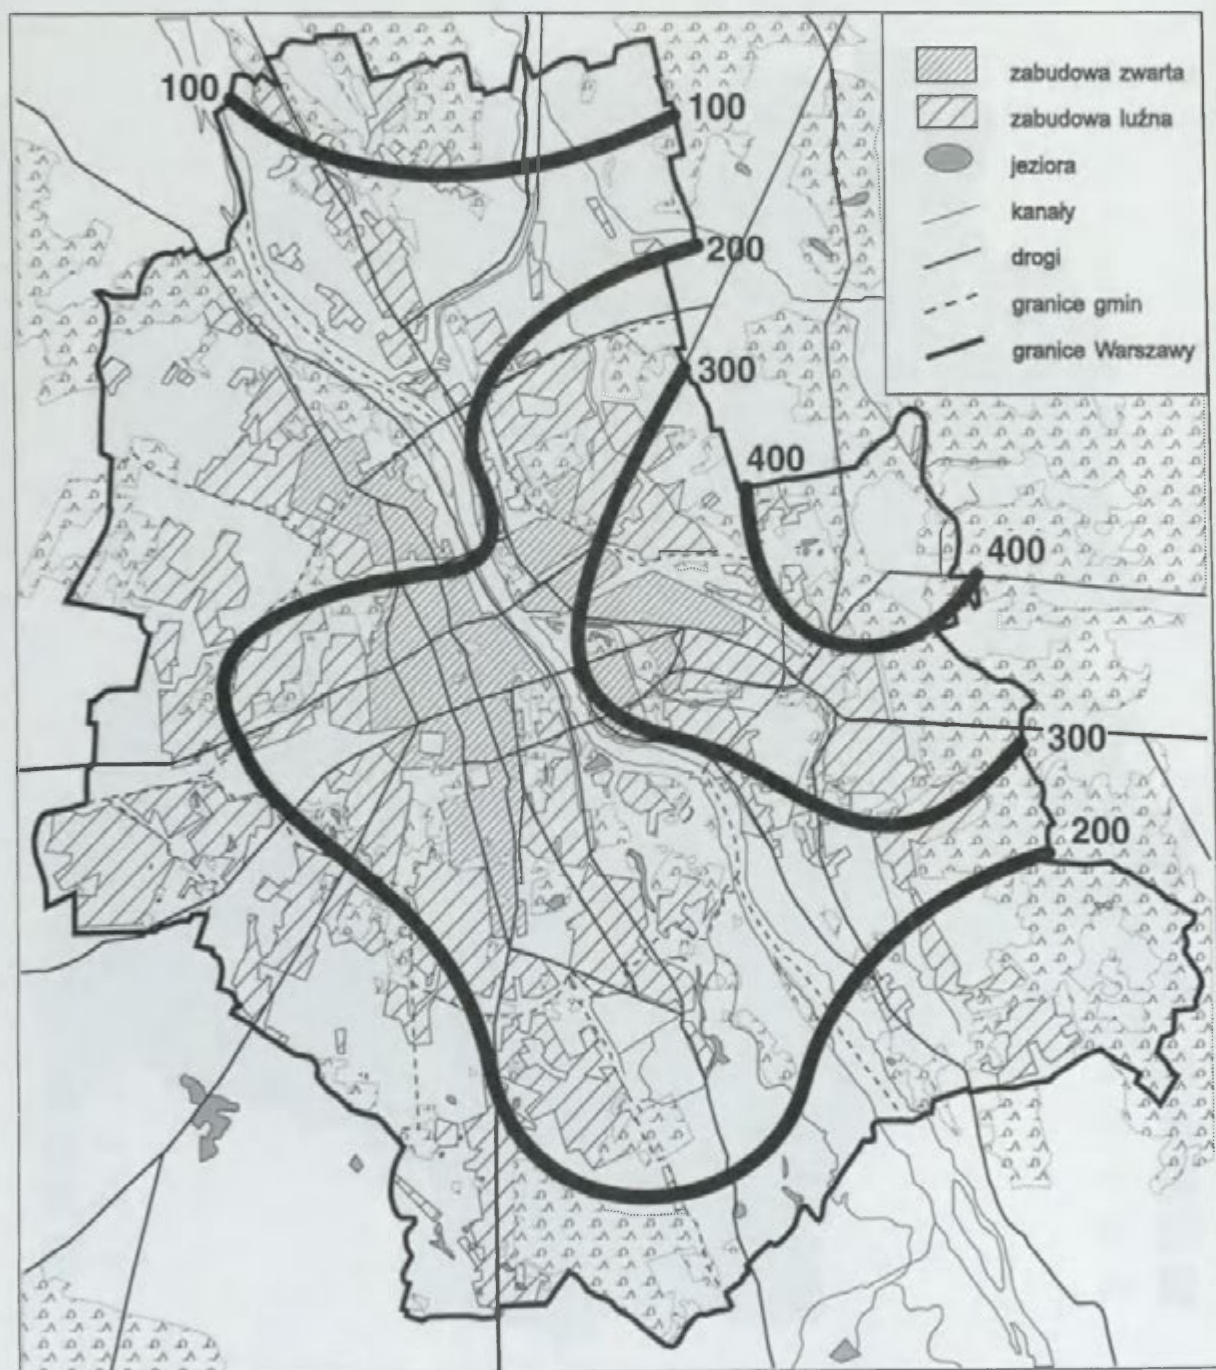 zabudowa zwarta
zabudowa luźna
jeziora
kanały
drogi
granice gmin
granice Warszawy
100
100
200
300
400
400
300
200